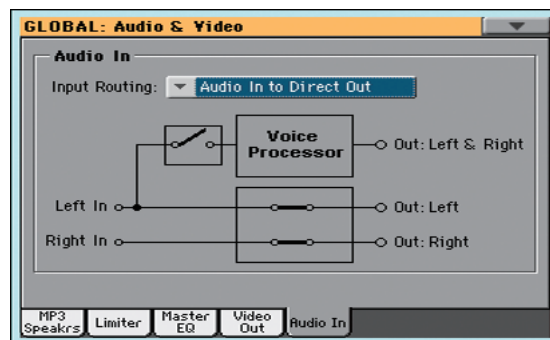 GLOBAL: Audio & Video
Audio In
Input Routing: Audio In to Direct Out
Voice
Processor
Out: Left & Right
Left In
Out: Left
Right In
Out: Right
MP3
Speakrs
Limiter
Master
EQ
Video
Out
Audio In